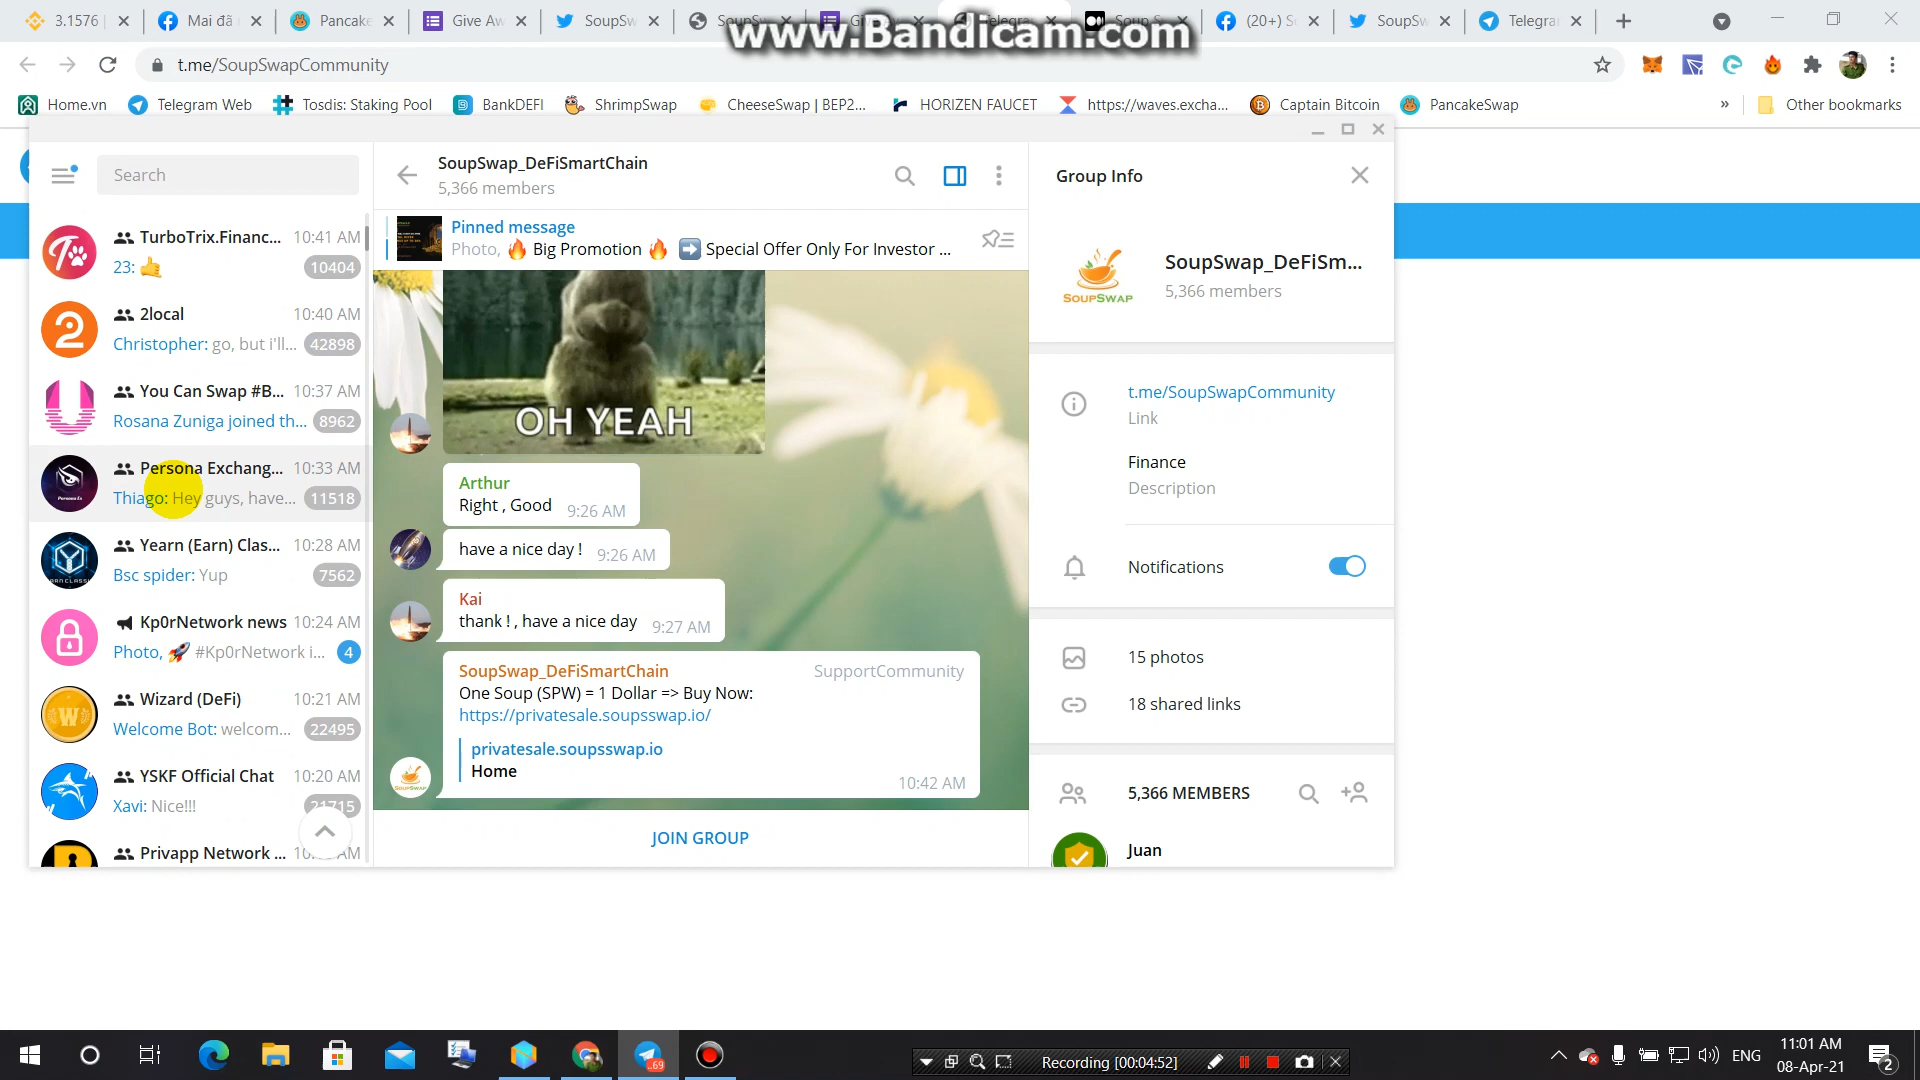 3.1576 |
Mai đã
Pancake
Give Aw
SoupSw
Telegra
(20+) S
SoupSw
Telegra
www.Bandicam.com
t.me/SoupSwapCommunity
Home.vn
Telegram Web
Tosdis: Staking Pool
BankDEFI
ShrimpSwap
CheeseSwap | BEP2...
HORIZEN FAUCET
https://waves.excha...
Captain Bitcoin
PancakeSwap
»
Other bookmarks
Search
TurboTrix.Financ... 10:41 AM
23: 🤙 10404
2local 10:40 AM
Christopher: go, but i'll... 42898
You Can Swap #B... 10:37 AM
Rosana Zuniga joined th... 8962
Persona Exchang... 10:33 AM
Thiago: Hey guys, have... 11518
Yearn (Earn) Clas... 10:28 AM
Bsc spider: Yup 7562
Kp0rNetwork news 10:24 AM
Photo, 🚀 #Kp0rNetwork i... 4
Wizard (DeFi) 10:21 AM
Welcome Bot: welcom... 22495
YSKF Official Chat 10:20 AM
Xavi: Nice!!! 21715
Privapp Network ...
SoupSwap_DeFiSmartChain
5,366 members
Pinned message
Photo, 🔥 Big Promotion 🔥 ➡️ Special Offer Only For Investor ...
OH YEAH
Arthur
Right , Good 9:26 AM
have a nice day ! 9:26 AM
Kai
thank ! , have a nice day 9:27 AM
SoupSwap_DeFiSmartChain SupportCommunity
One Soup (SPW) = 1 Dollar => Buy Now:
https://privatesale.soupsswap.io/
privatesale.soupsswap.io
Home
10:42 AM
JOIN GROUP
Group Info
SOUPSWAP
SoupSwap_DeFiSm...
5,366 members
t.me/SoupSwapCommunity
Link
Finance
Description
Notifications
15 photos
18 shared links
5,366 MEMBERS
Juan
.69
Recording [00:04:52]
ENG
11:01 AM
08-Apr-21
2